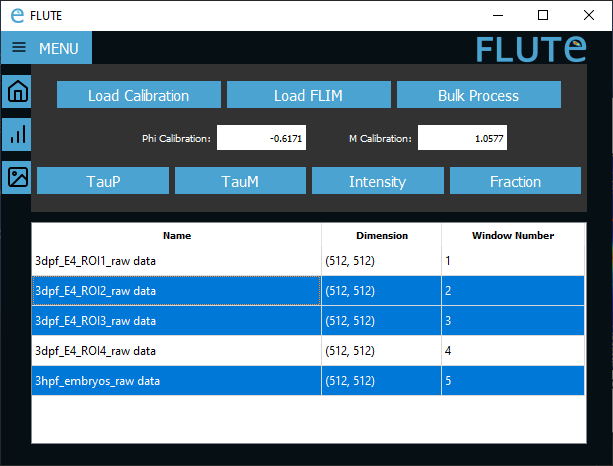 FLUTE
MENU
FLUTe
Load Calibration Load FLIM Bulk Process
Phi Calibration: -0.6171 M Calibration: 1.0577
TauP TauM Intensity Fraction
Name Dimension Window Number
3dpf_E4_ROI1_raw data (512, 512) 1
3dpf_E4_ROI2_raw data (512, 512) 2
3dpf_E4_ROI3_raw data (512, 512) 3
3dpf_E4_ROI4_raw data (512, 512) 4
3hpf_embryos_raw data (512, 512) 5